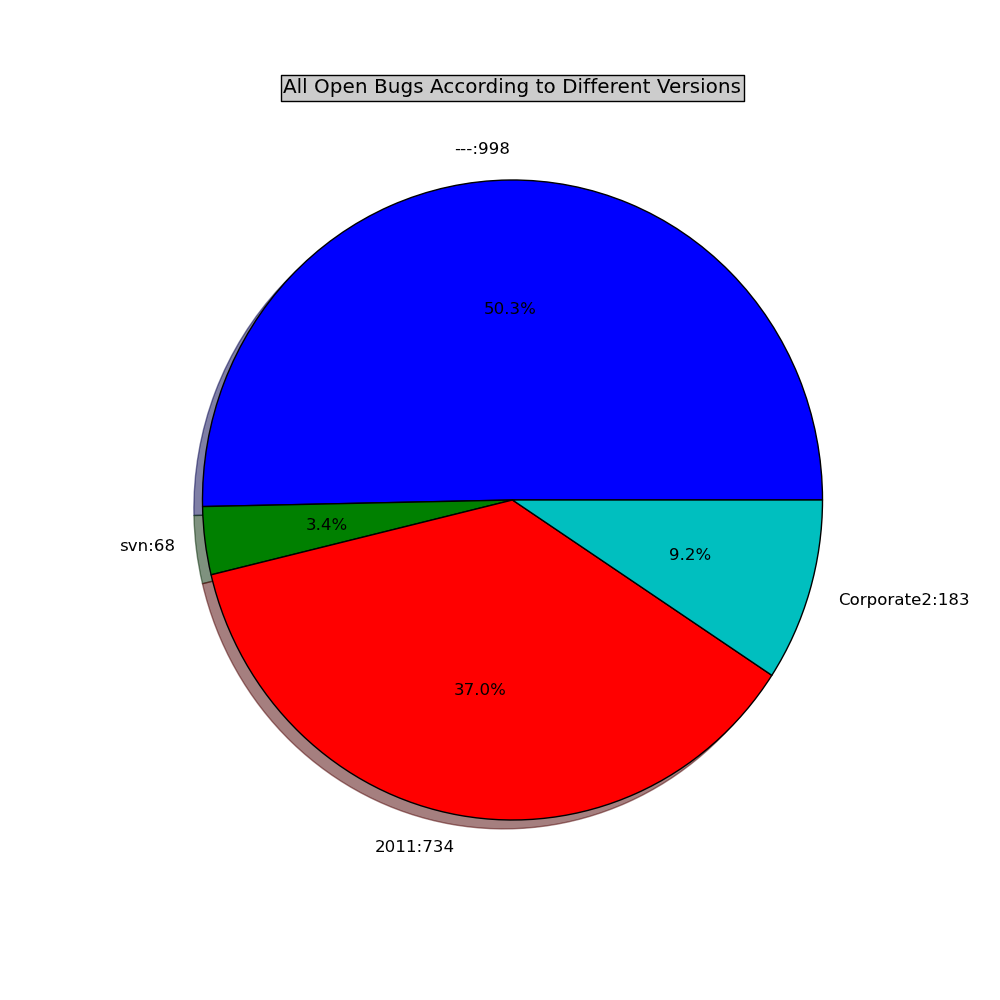 All Open Bugs According to Different Versions
---:998
50.3%
svn:68
3.4%
9.2%
Corporate2:183
37.0%
2011:734